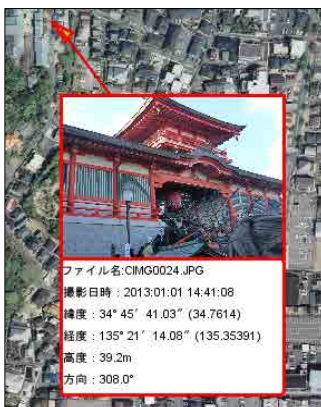 ファイル名:CIMG0024.JPG
撮影日時：2013:01:01 14:41:08
緯度：34° 45′ 41.03″ (34.7614)
経度：135° 21′ 14.08″ (135.35391)
高度：39.2m
方向：308.0°